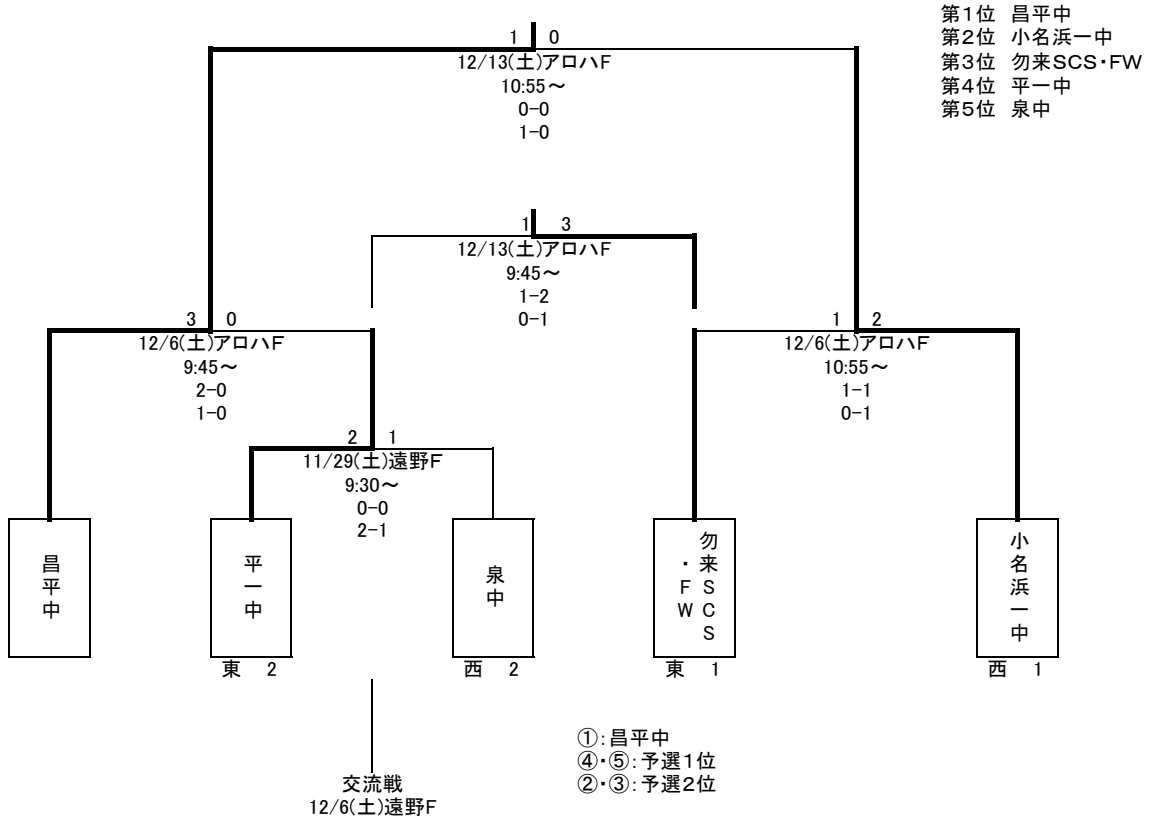 第1位 昌平中
第2位 小名浜一中
第3位 勿来SCS・FW
第4位 平一中
第5位 泉中
1 0
12/13(土)アロハF
10:55～
0-0
1-0
1 3
12/13(土)アロハF
9:45～
1-2
0-1
3 0
12/6(土)アロハF
9:45～
2-0
1-0
1 2
12/6(土)アロハF
10:55～
1-1
0-1
2 1
11/29(土)遠野F
9:30～
0-0
2-1
昌平中
平一中
泉中
勿来SCS
・FW
小名浜一中
東 2
西 2
東 1
西 1
①:昌平中
④・⑤:予選1位
②・③:予選2位
交流戦
12/6(土)遠野F